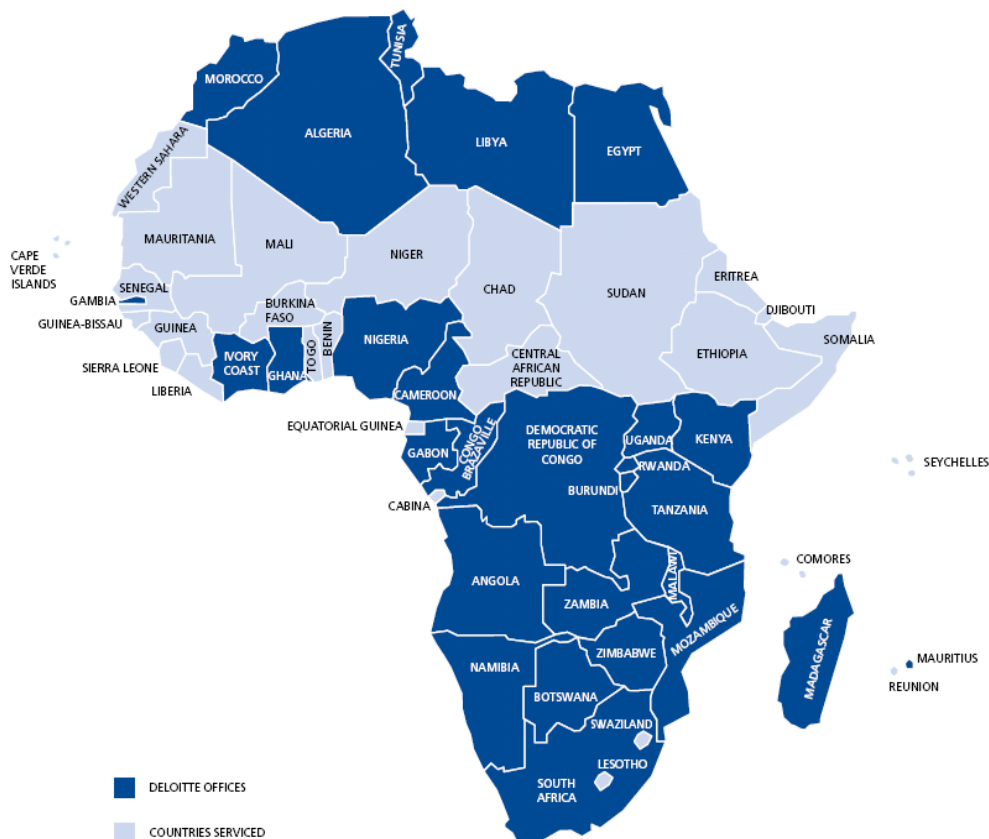 TUNISIA
MOROCCO
ALGERIA
LIBYA
EGYPT
WESTERN SAHARA
MAURITANIA
MALI
NIGER
CHAD
SUDAN
ERITREA
CAPE
VERDE
ISLANDS
SENEGAL
GAMBIA
GUINEA-BISSAU
GUINEA
BURKINA
FASO
DJIBOUTI
SOMALIA
ETHIOPIA
SIERRA LEONE
LIBERIA
IVORY
COAST
GHANA
TOGO
BENIN
NIGERIA
CENTRAL
AFRICAN
REPUBLIC
CAMEROON
EQUATORIAL GUINEA
GABON
CONGO
BRAZAVILLE
DEMOCRATIC
REPUBLIC OF
CONGO
UGANDA
KENYA
RWANDA
BURUNDI
SEYCHELLES
CABINA
TANZANIA
COMORES
ANGOLA
ZAMBIA
MALAWI
MOZAMBIQUE
MADAGASCAR
NAMIBIA
ZIMBABWE
BOTSWANA
MAURITIUS
REUNION
SWAZILAND
LESOTHO
SOUTH
AFRICA
DELOITTE OFFICES
COUNTRIES SERVICED